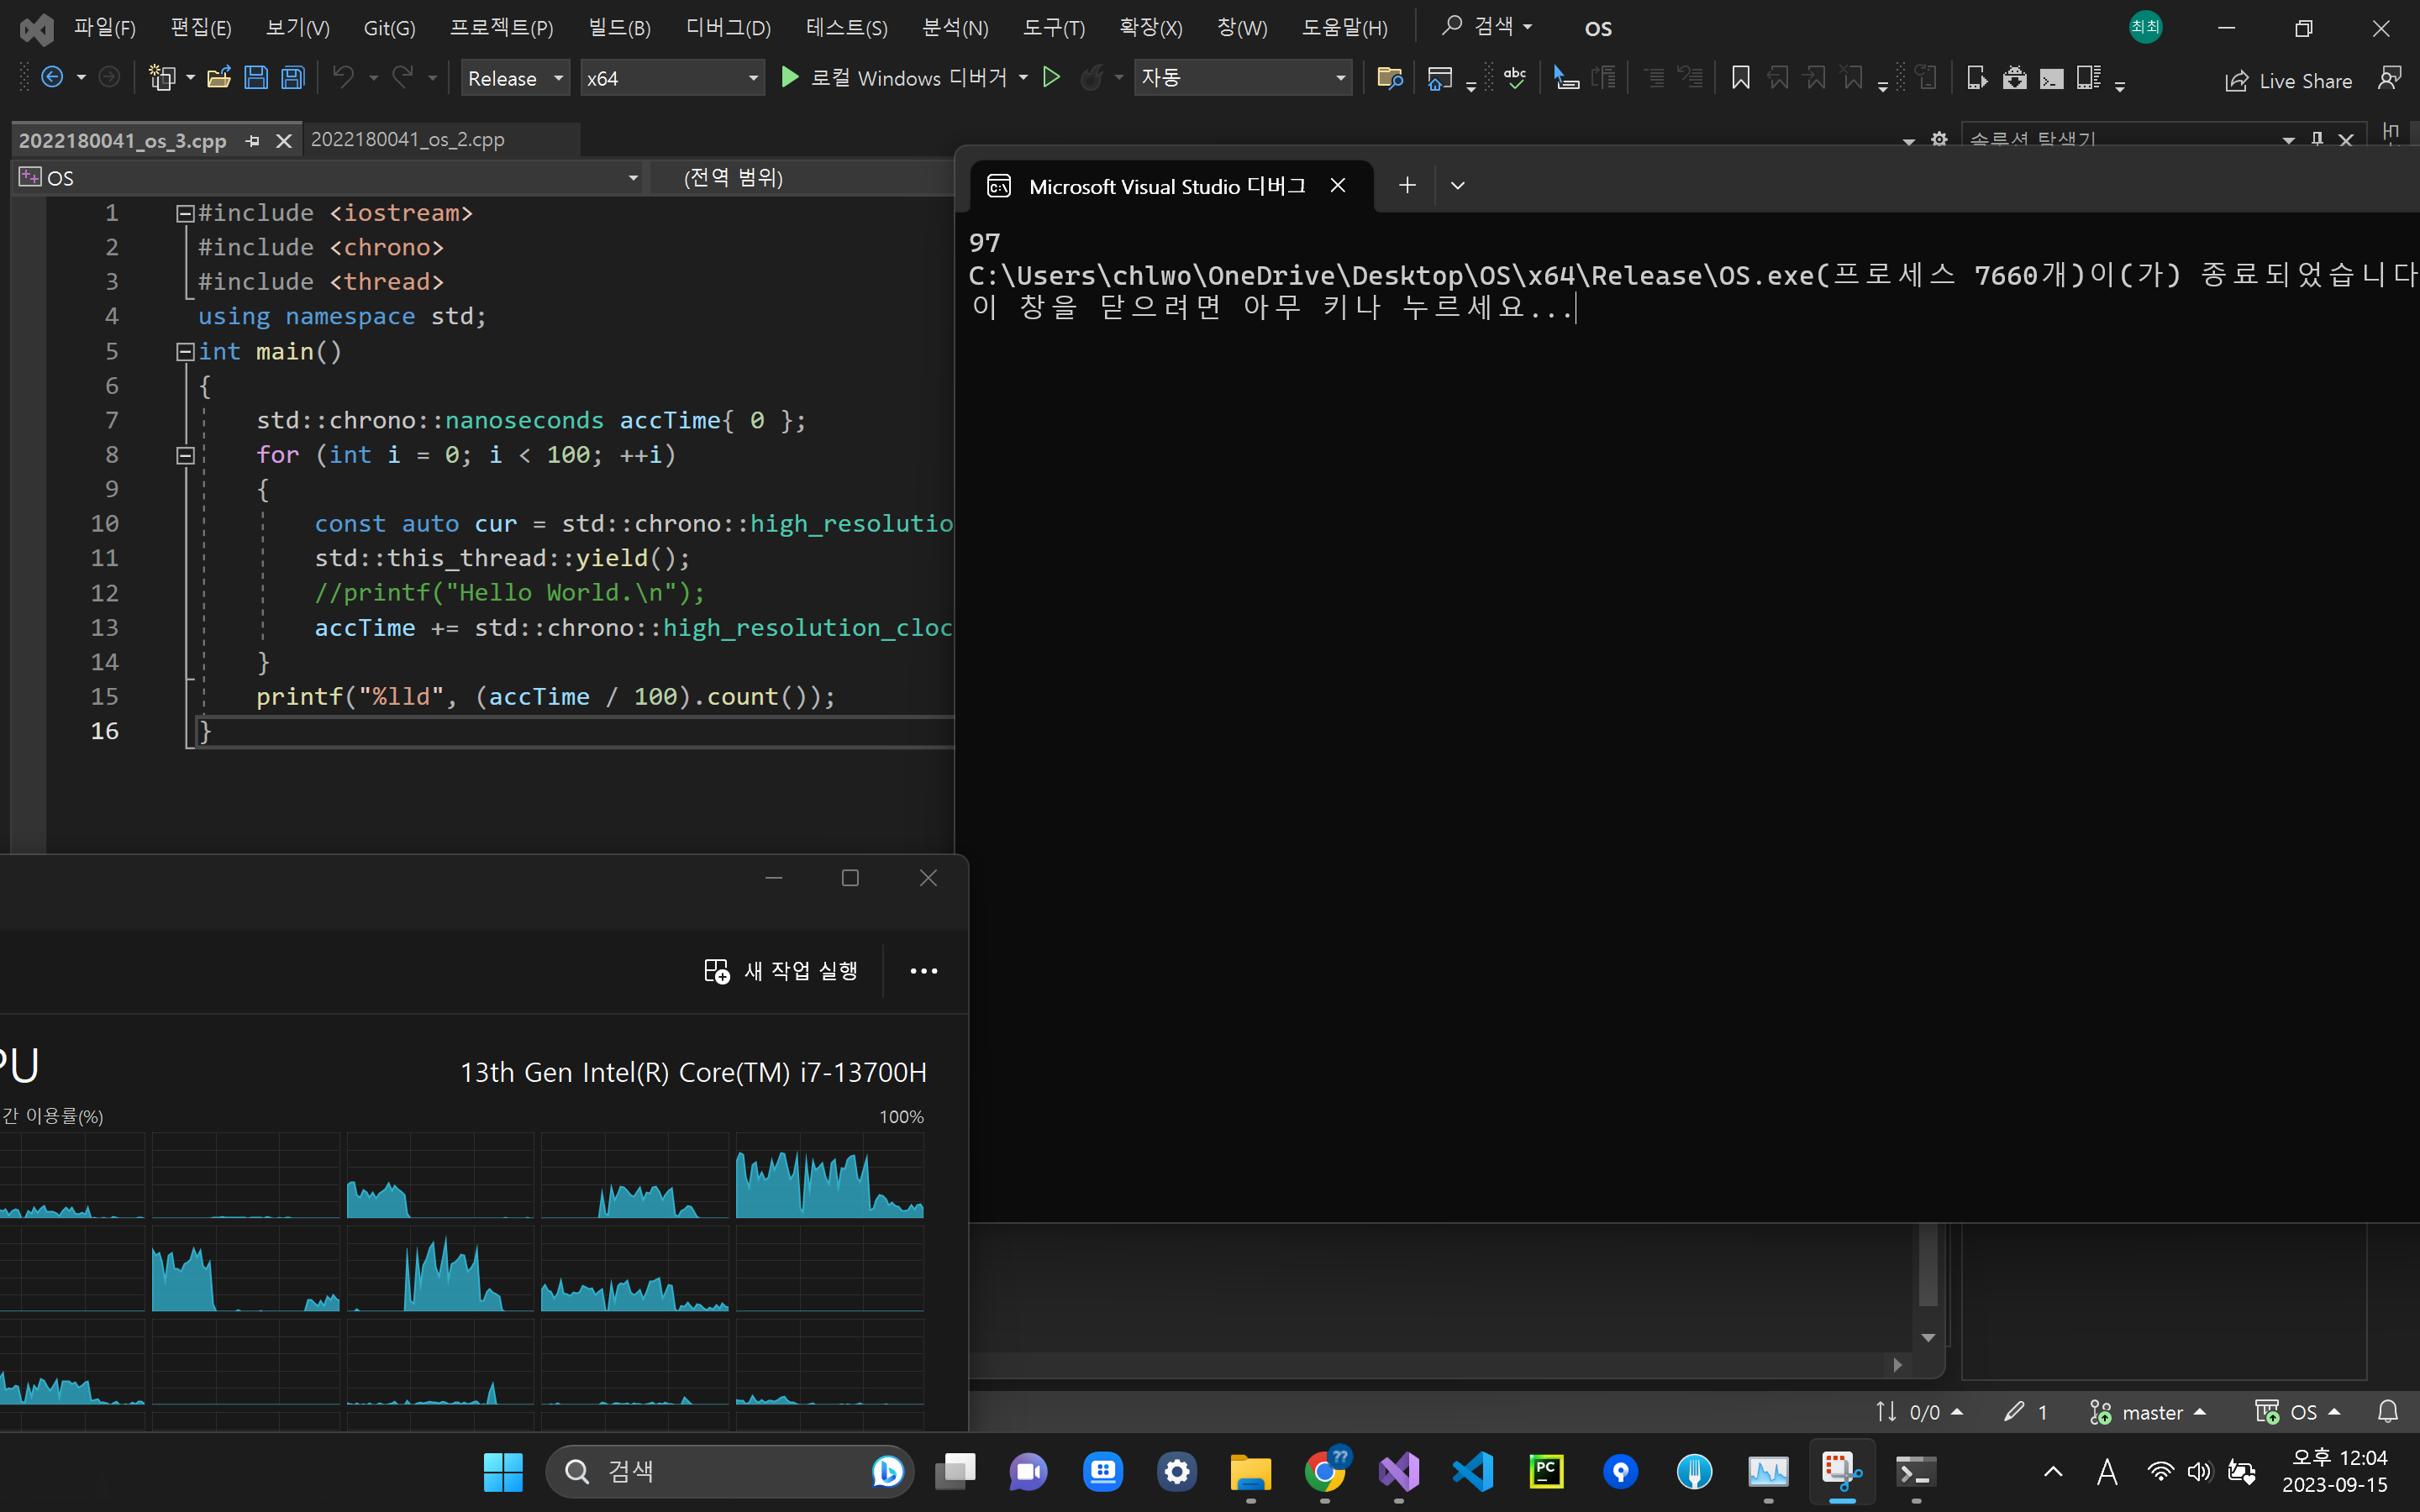 파일(F) 편집(E) 보기(V) Git(G) 프로젝트(P) 빌드(B) 디버그(D) 테스트(S) 분석(N) 도구(T) 확장(X) 창(W) 도움말(H) 검색 OS 최최
Release x64 로컬 Windows 디버거 자동 abc Live Share
2022180041_os_3.cpp 2022180041_os_2.cpp 솔루션 탐색기
OS (전역 범위)
Microsoft Visual Studio 디버그
1 #include <iostream>
2 #include <chrono>
3 #include <thread>
4 using namespace std;
5 int main()
6 {
7 std::chrono::nanoseconds accTime{ 0 };
8 for (int i = 0; i < 100; ++i)
9 {
10 const auto cur = std::chrono::high_resolutio
11 std::this_thread::yield();
12 //printf("Hello World.\n");
13 accTime += std::chrono::high_resolution_cloc
14 }
15 printf("%lld", (accTime / 100).count());
16 }
97
C:\Users\chlwo\OneDrive\Desktop\OS\x64\Release\OS.exe(프로세스 7660개)이(가) 종료되었습니다
이 창을 닫으려면 아무 키나 누르세요...
새 작업 실행
PU 13th Gen Intel(R) Core(TM) i7-13700H
간 이용률(%) 100%
0/0 1 master OS
검색 PC A 오후 12:04
2023-09-15